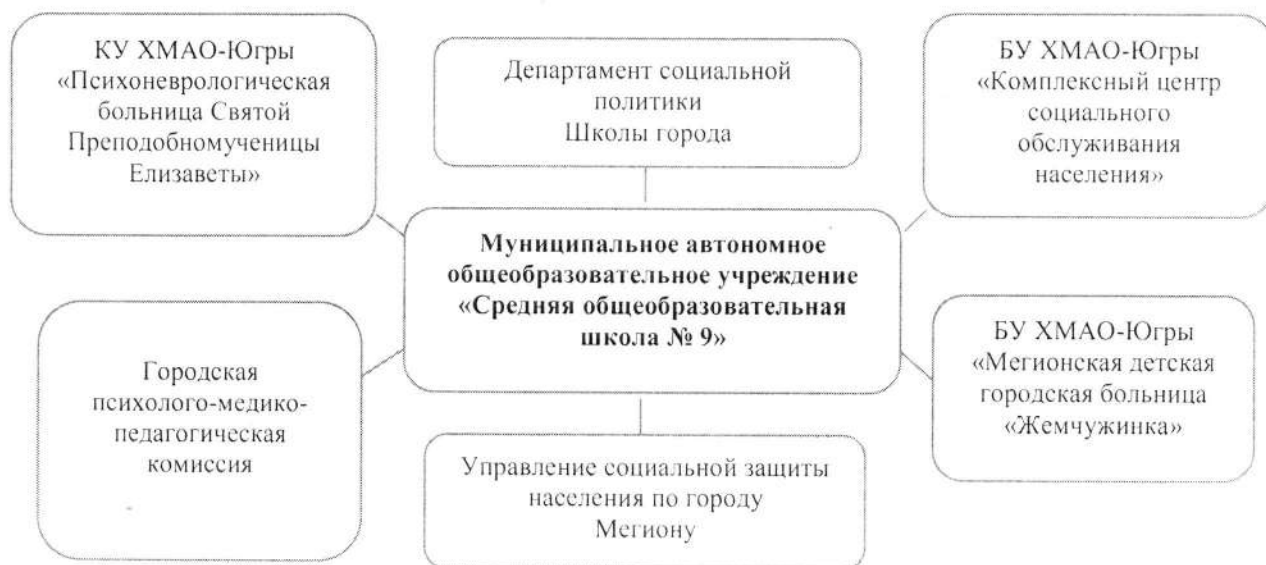 КУ ХМАО-Югры
«Психоневрологическая
больница Святой
Преподобномученицы
Елизаветы»
Департамент социальной
политики
Школы города
БУ ХМАО-Югры
«Комплексный центр
социального
обслуживания
населения»
Муниципальное автономное
общеобразовательное учреждение
«Средняя общеобразовательная
школа № 9»
Городская
психолого-медико-
педагогическая
комиссия
БУ ХМАО-Югры
«Мегионская детская
городская больница
«Жемчужинка»
Управление социальной защиты
населения по городу
Мегиону